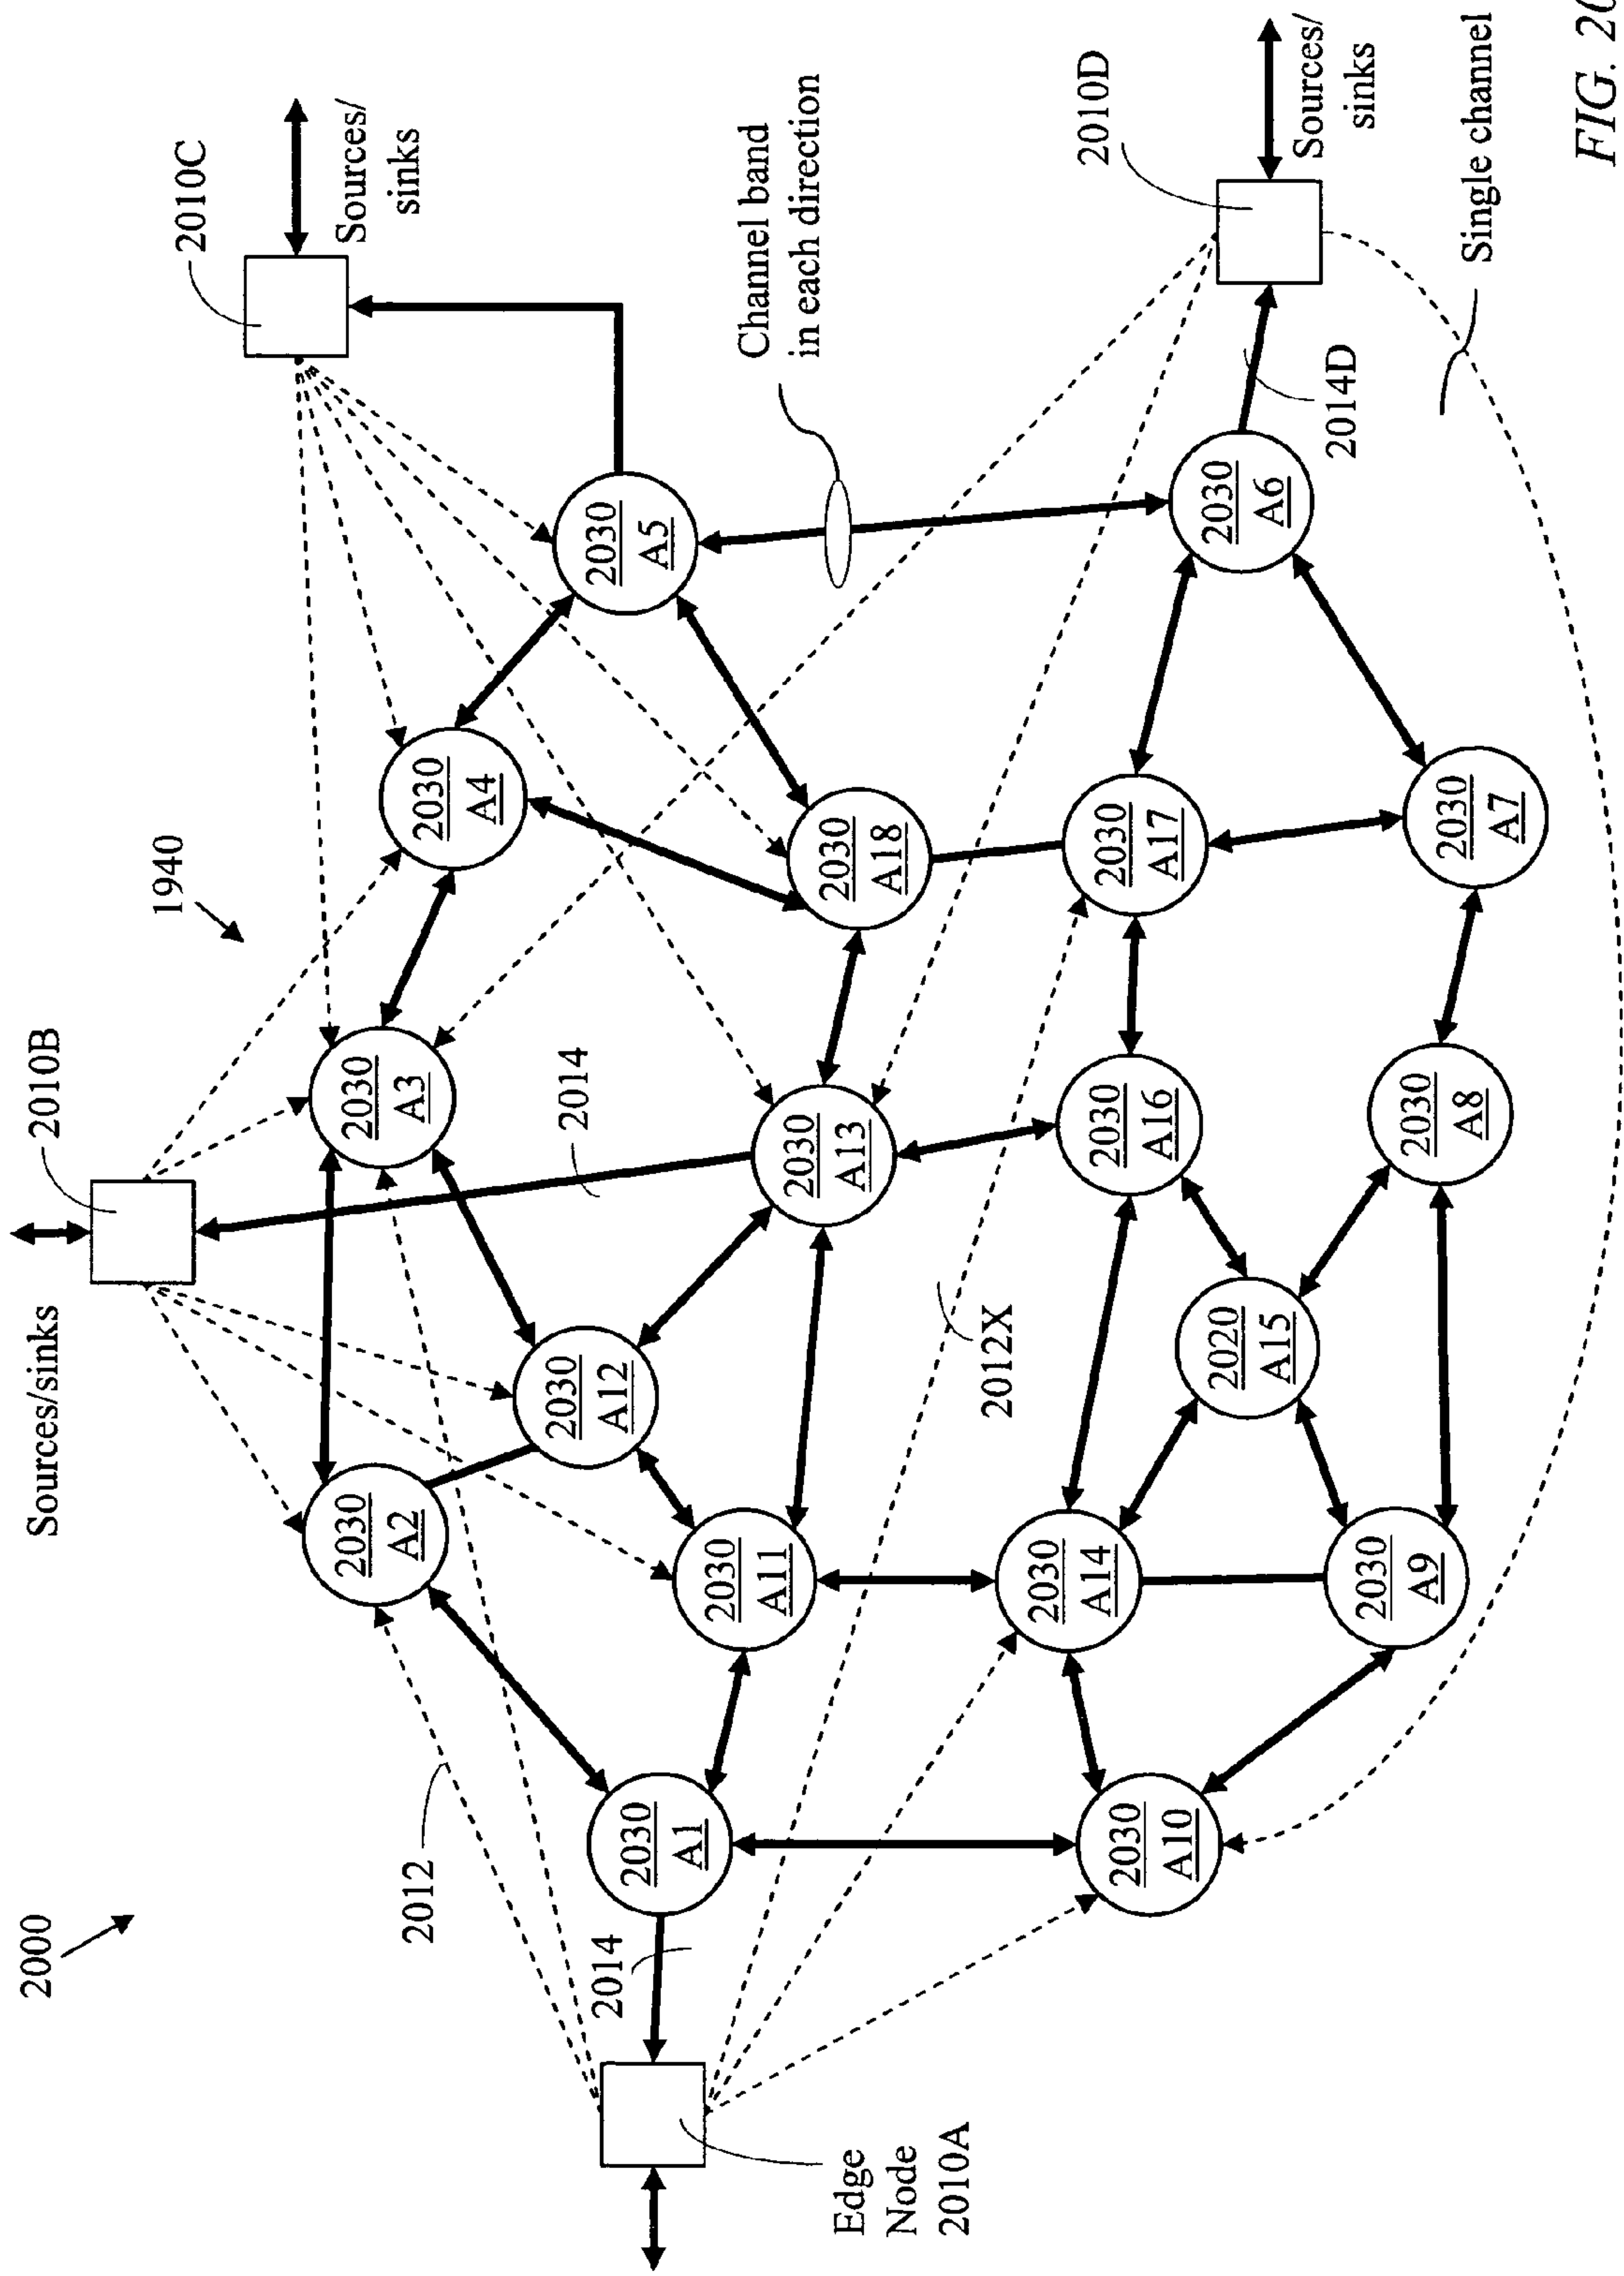 2000
Sources/sinks
2010B
1940
2010C
Sources/
sinks
2030
A2
2030
A3
2030
A4
2012
2014
2014
2030
A12
2030
A5
2030
A1
2030
A11
Channel band
in each direction
2030
A13
2030
A18
Edge
Node
2010A
2012X
2030
A14
2030
A16
2010D
2030
A17
2030
A10
2030
A6
2020
A15
Sources/
sinks
2014D
2030
A9
2030
A8
2030
A7
Single channel
FIG. 20